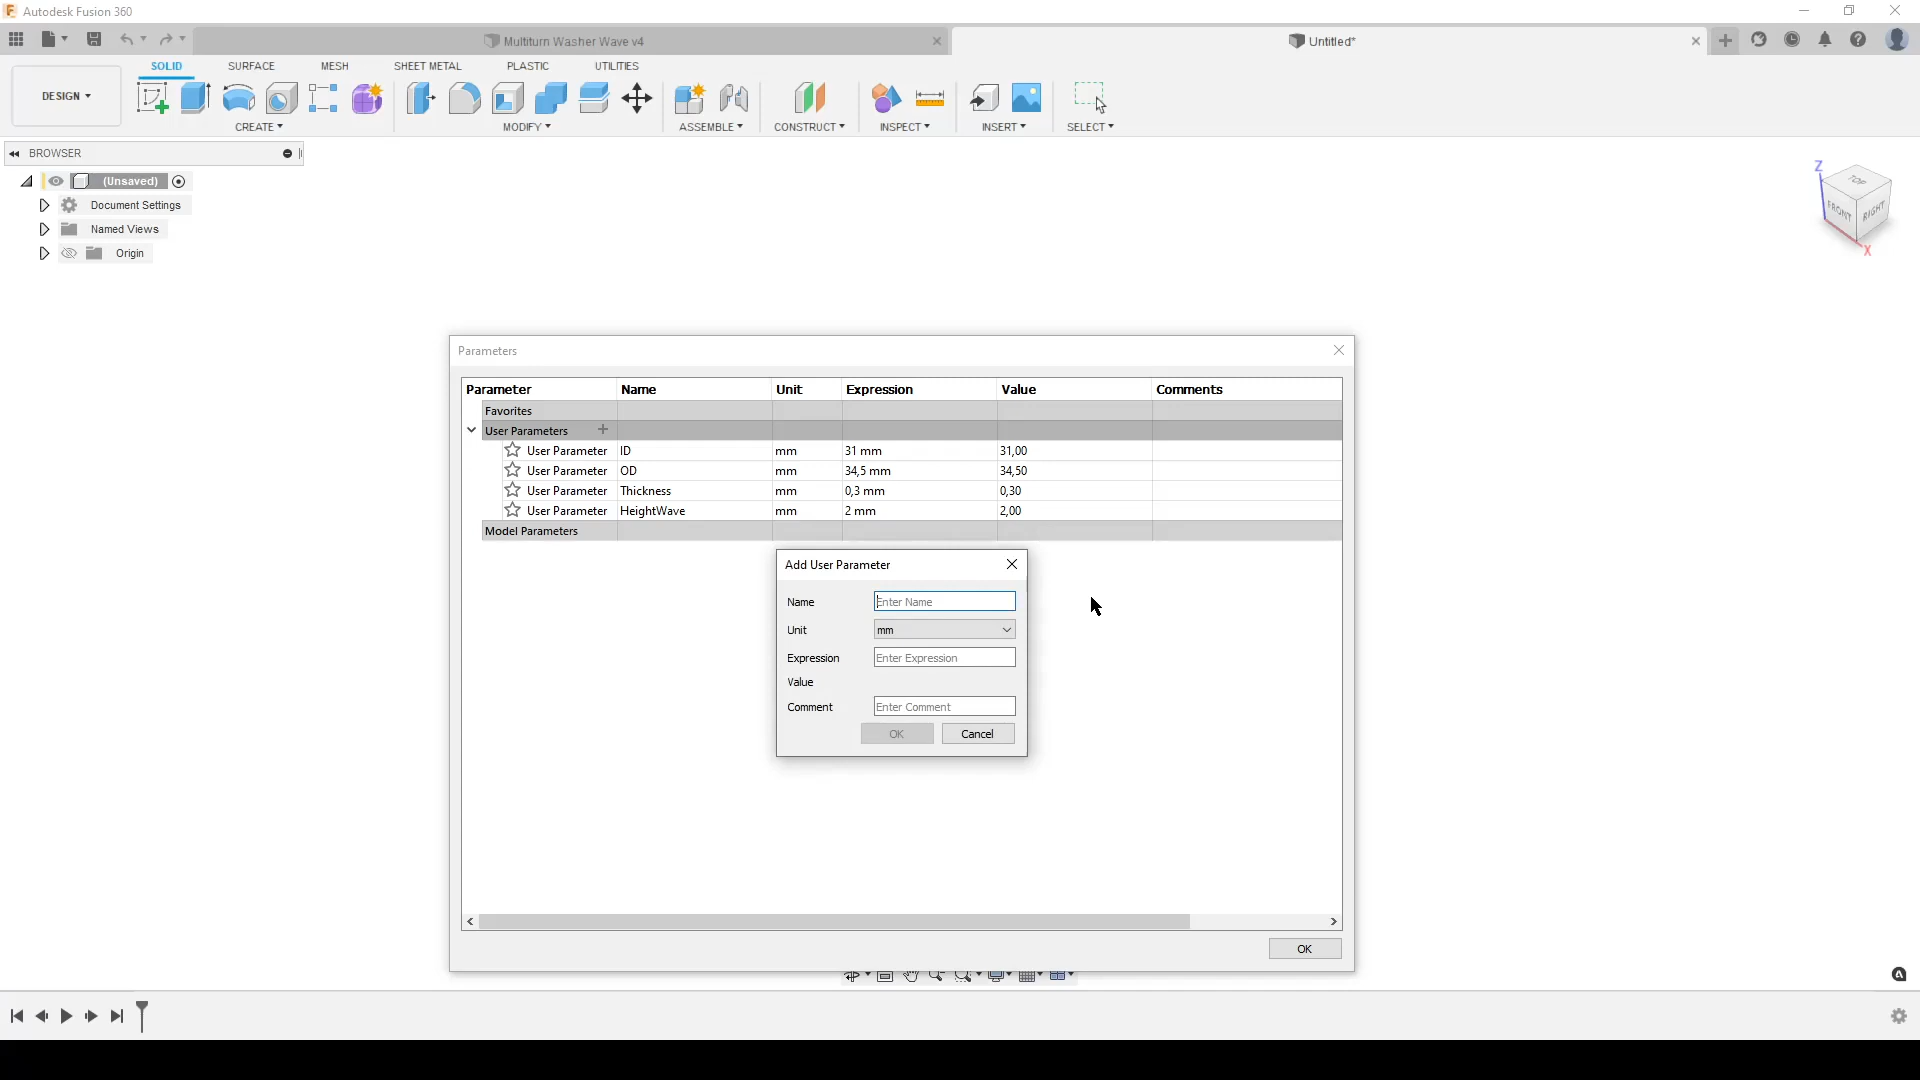 Autodesk Fusion 360
Multiturn Washer Wave v4
Untitled*
DESIGN
SOLID SURFACE MESH SHEET METAL PLASTIC UTILITIES
CREATE MODIFY ASSEMBLE CONSTRUCT INSPECT INSERT SELECT
BROWSER
(Unsaved)
Document Settings
Named Views
Origin
Z
TOP
FRONT
RIGHT
X
Parameters
Parameter Name Unit Expression Value Comments
Favorites
User Parameters +
User Parameter ID mm 31 mm 31,00
User Parameter OD mm 34,5 mm 34,50
User Parameter Thickness mm 0,3 mm 0,30
User Parameter HeightWave mm 2 mm 2,00
Model Parameters
Add User Parameter
Name Enter Name
Unit mm
Expression Enter Expression
Value
Comment Enter Comment
OK Cancel
OK